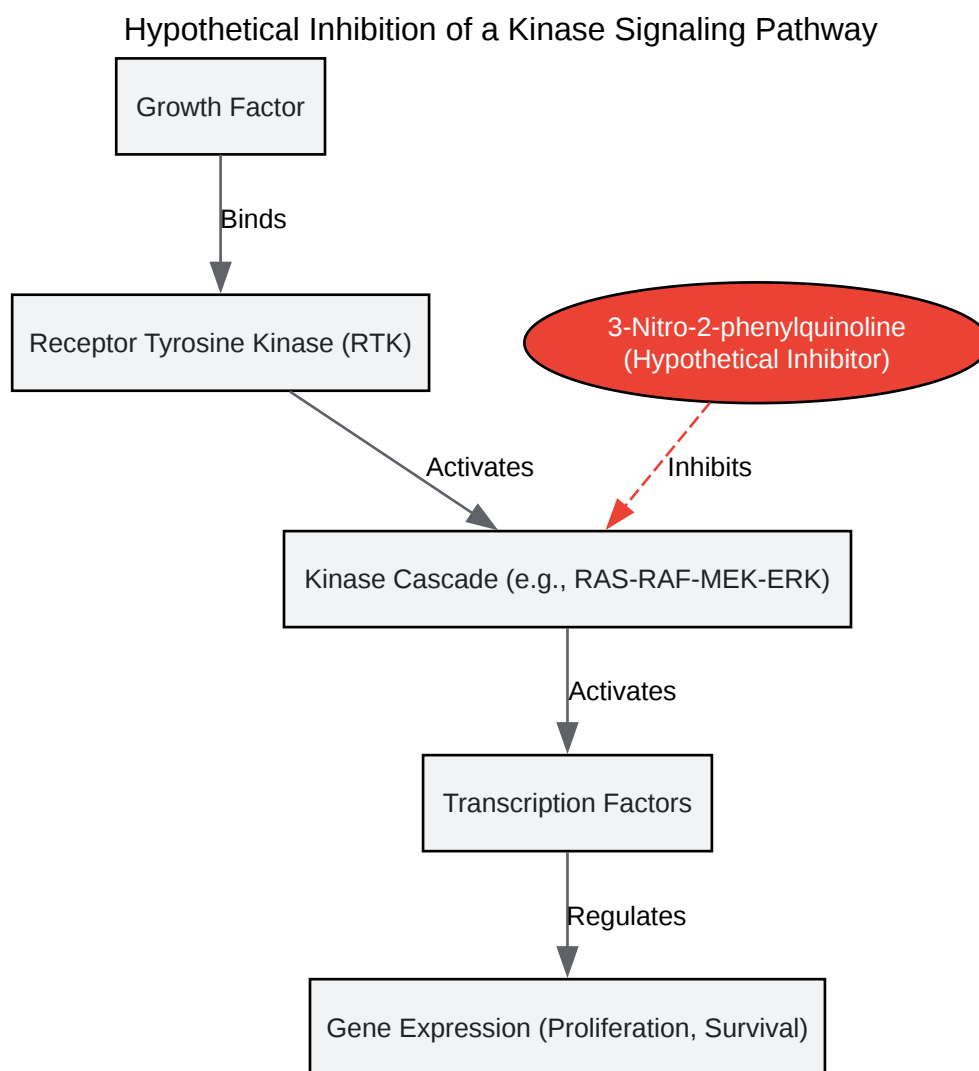 Hypothetical Inhibition of a Kinase Signaling Pathway
Growth Factor
Binds
Receptor Tyrosine Kinase (RTK)
3-Nitro-2-phenylquinoline
(Hypothetical Inhibitor)
Activates
Inhibits
Kinase Cascade (e.g., RAS-RAF-MEK-ERK)
Activates
Transcription Factors
Regulates
Gene Expression (Proliferation, Survival)